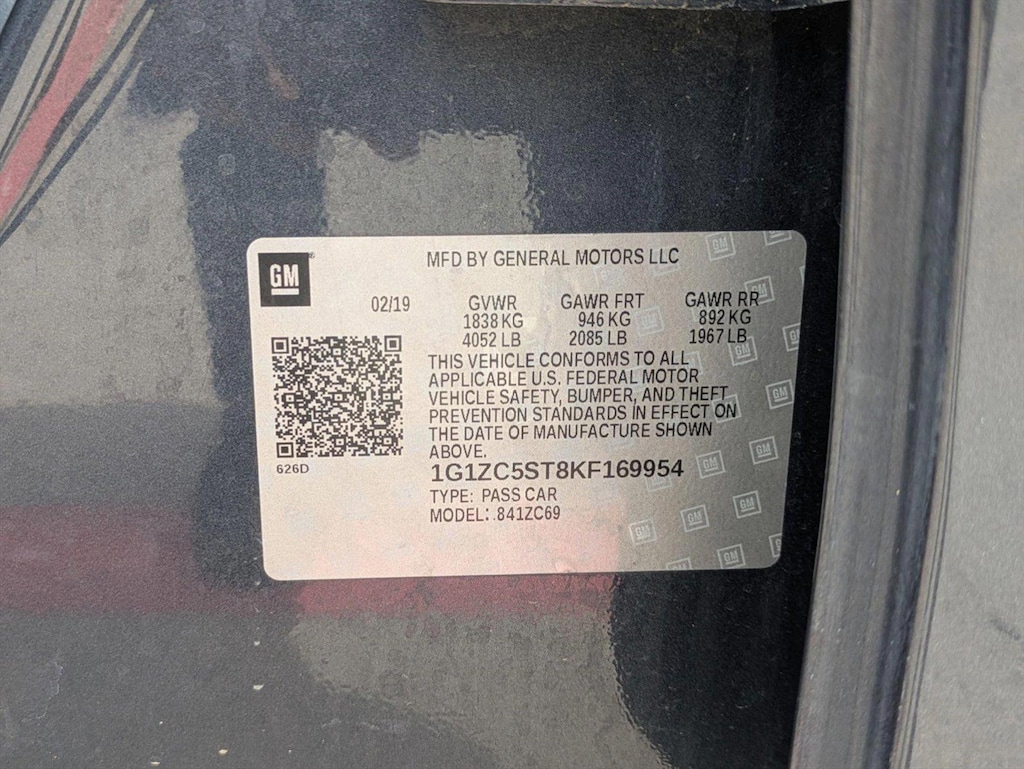 GM
MFD BY GENERAL MOTORS LLC
02/19 GVWR GAWR FRT GAWR RR
1838 KG 946 KG 892 KG
4052 LB 2085 LB 1967 LB
THIS VEHICLE CONFORMS TO ALL
APPLICABLE U.S. FEDERAL MOTOR
VEHICLE SAFETY, BUMPER, AND THEFT
PREVENTION STANDARDS IN EFFECT ON
THE DATE OF MANUFACTURE SHOWN
ABOVE.
626D
1G1ZC5ST8KF169954
TYPE: PASS CAR
MODEL: 841ZC69